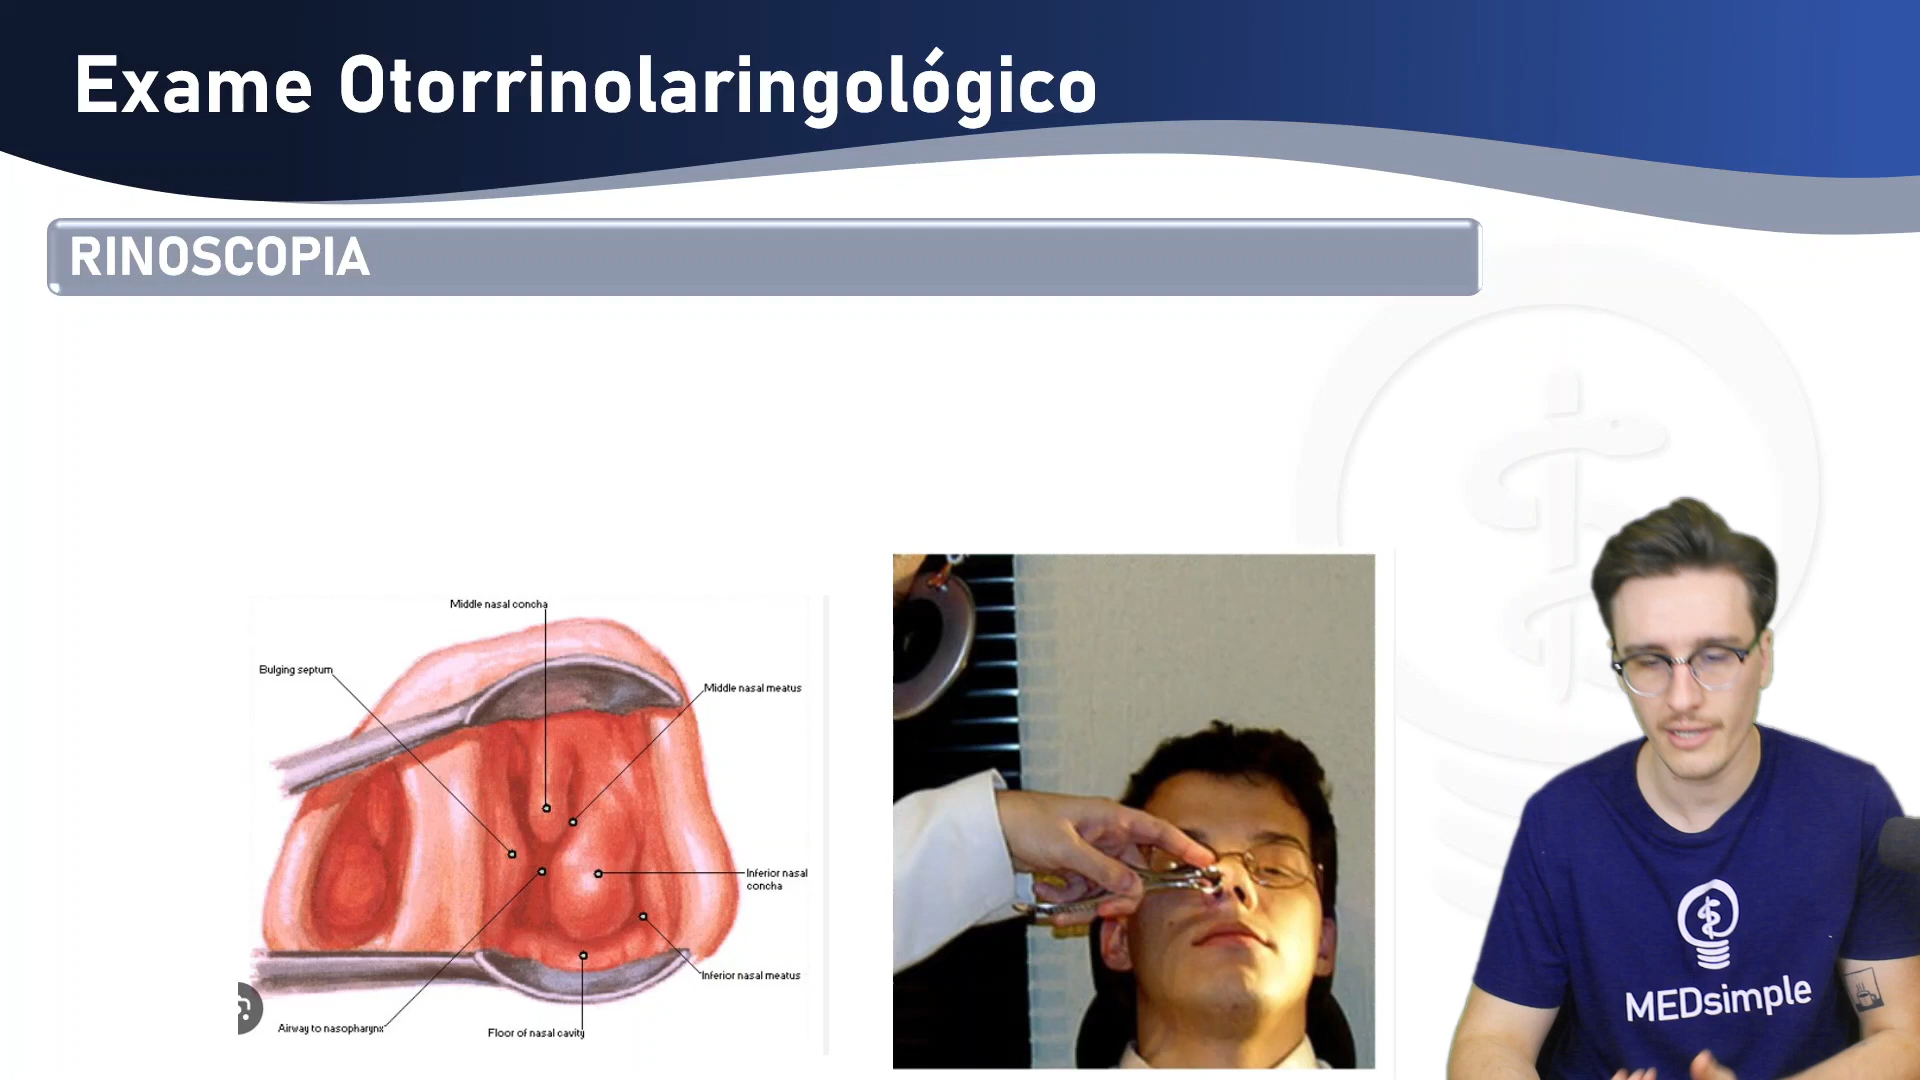 Exame Otorrinolaringológico
RINOSCOPIA
Middle nasal concha
Bulging septum
Middle nasal meatus
Inferior nasal
concha
Inferior nasal meatus
Airway to nasopharynx
Floor of nasal cavity
MEDsimple